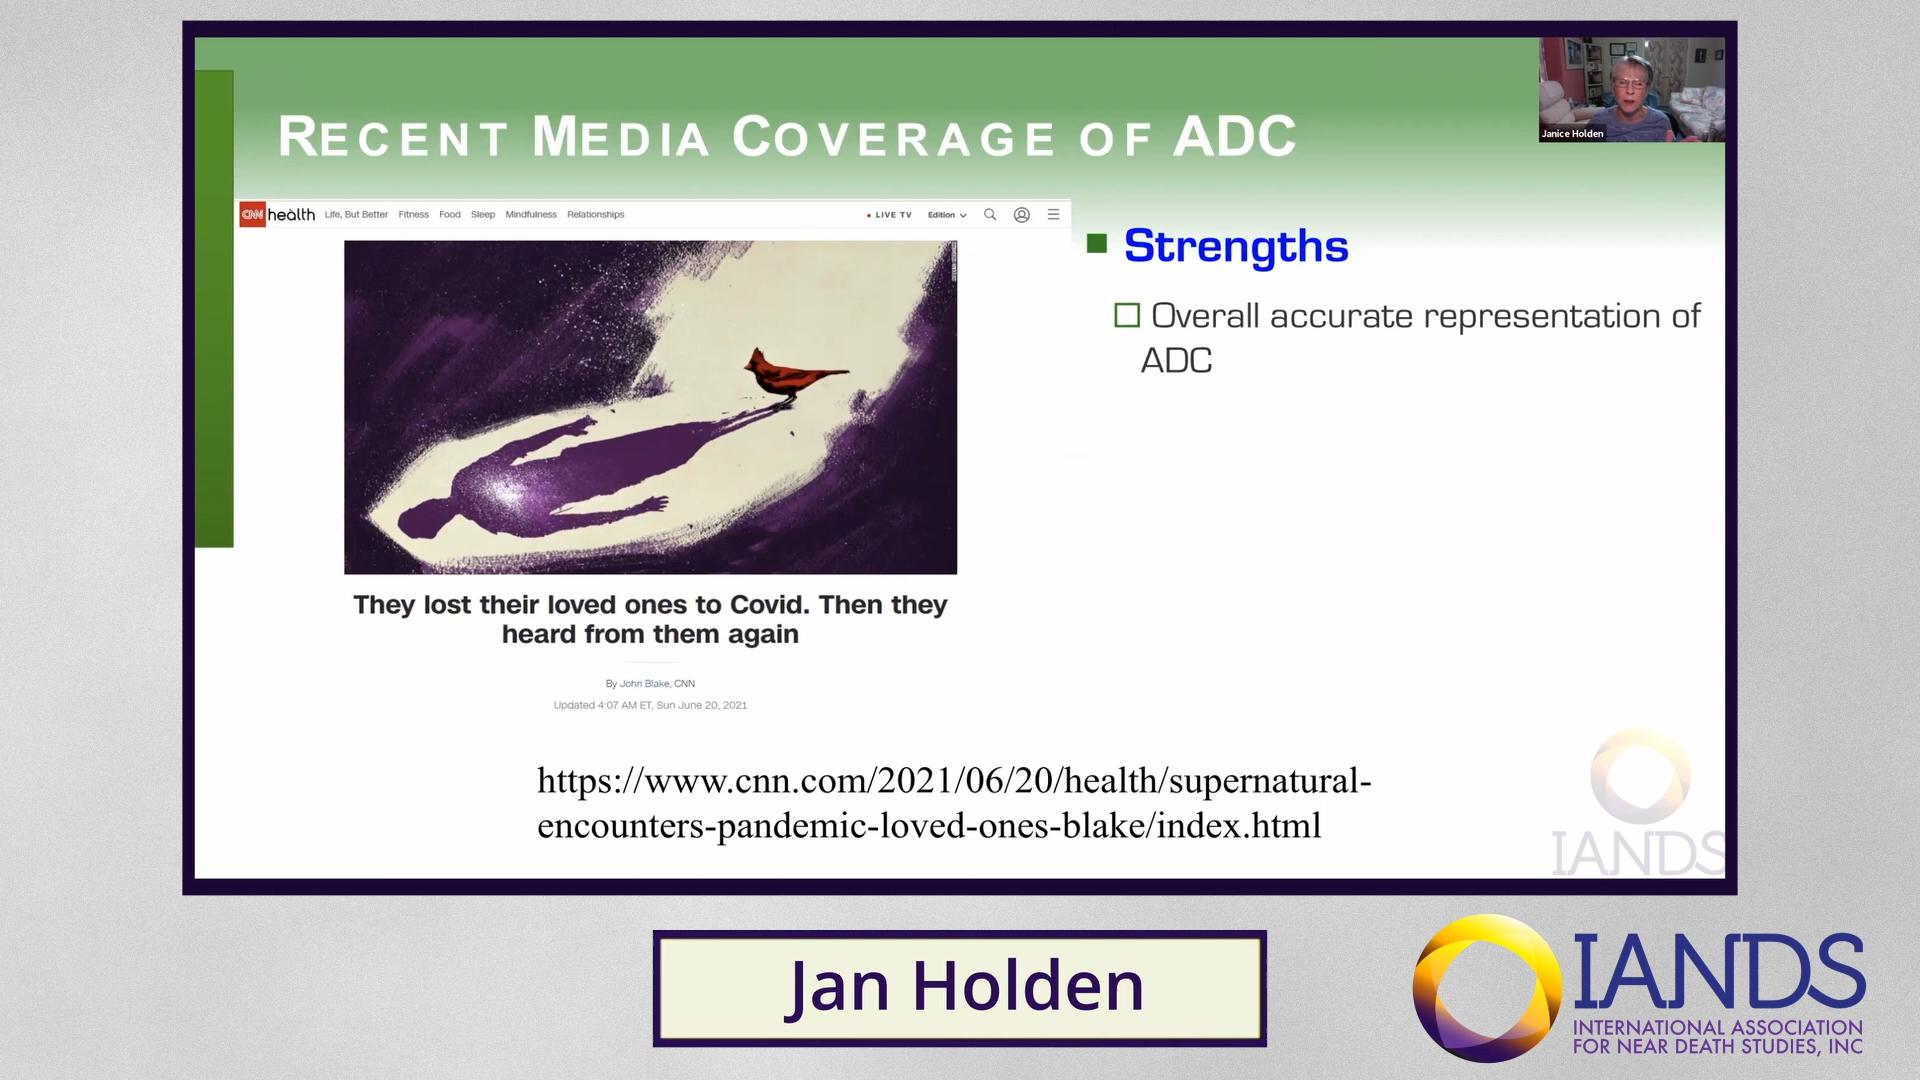 RECENT MEDIA COVERAGE OF ADC
Janice Holden
CNN health Life, But Better Fitness Food Sleep Mindfulness Relationships LIVE TV Edition
Strengths
Overall accurate representation of
ADC
They lost their loved ones to Covid. Then they
heard from them again
By John Blake, CNN
Updated 4:07 AM ET, Sun June 20, 2021
https://www.cnn.com/2021/06/20/health/supernatural-
encounters-pandemic-loved-ones-blake/index.html
IANDS
Jan Holden
IANDS
INTERNATIONAL ASSOCIATION
FOR NEAR DEATH STUDIES, INC